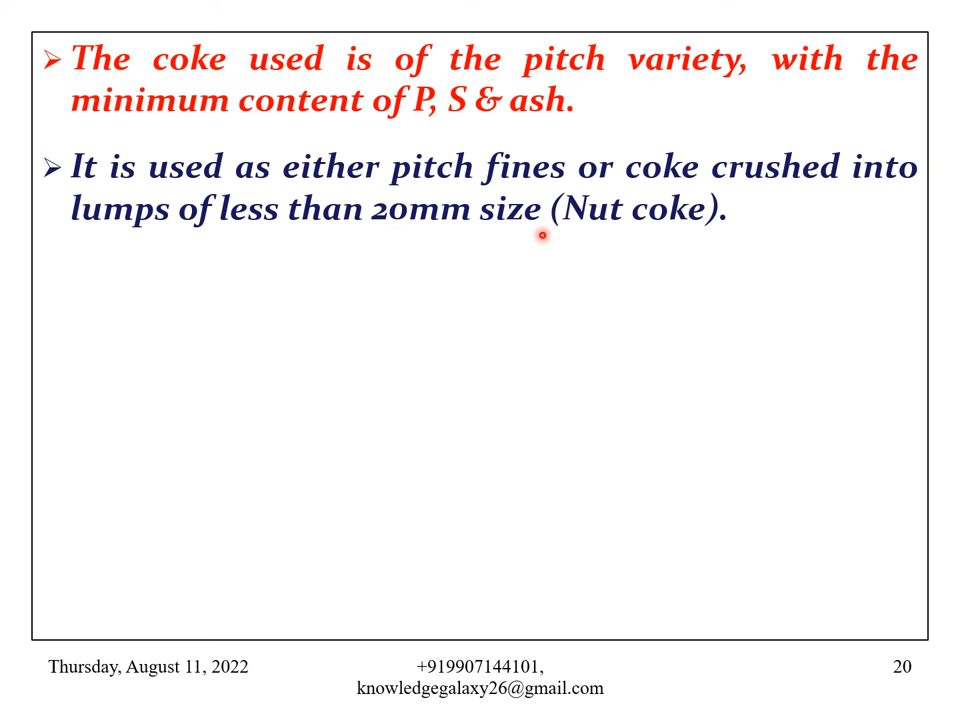 ➢ The coke used is of the pitch variety, with the
minimum content of P, S & ash.
➢ It is used as either pitch fines or coke crushed into
lumps of less than 20mm size (Nut coke).
Thursday, August 11, 2022
+919907144101,
knowledgegalaxy26@gmail.com
20